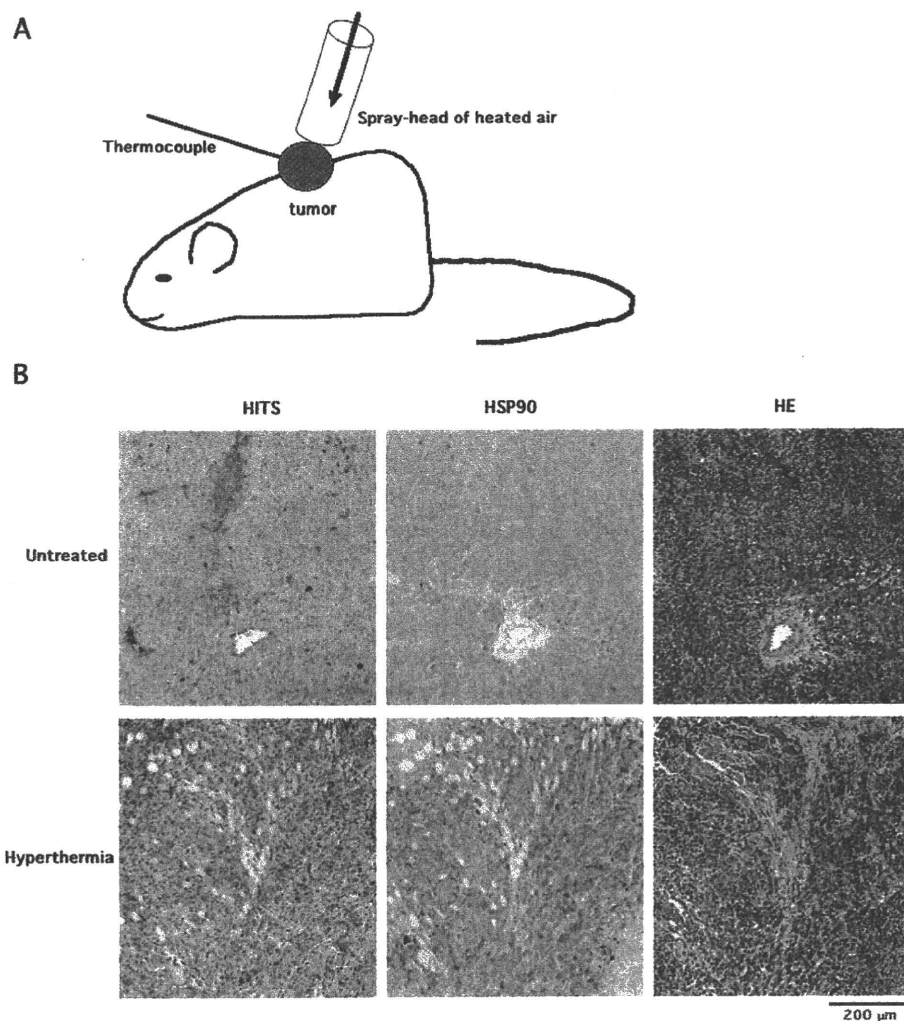 A
Spray-head of heated air
Thermocouple
tumor
B
HITS HSP90 HE
Untreated
Hyperthermia
200 µm